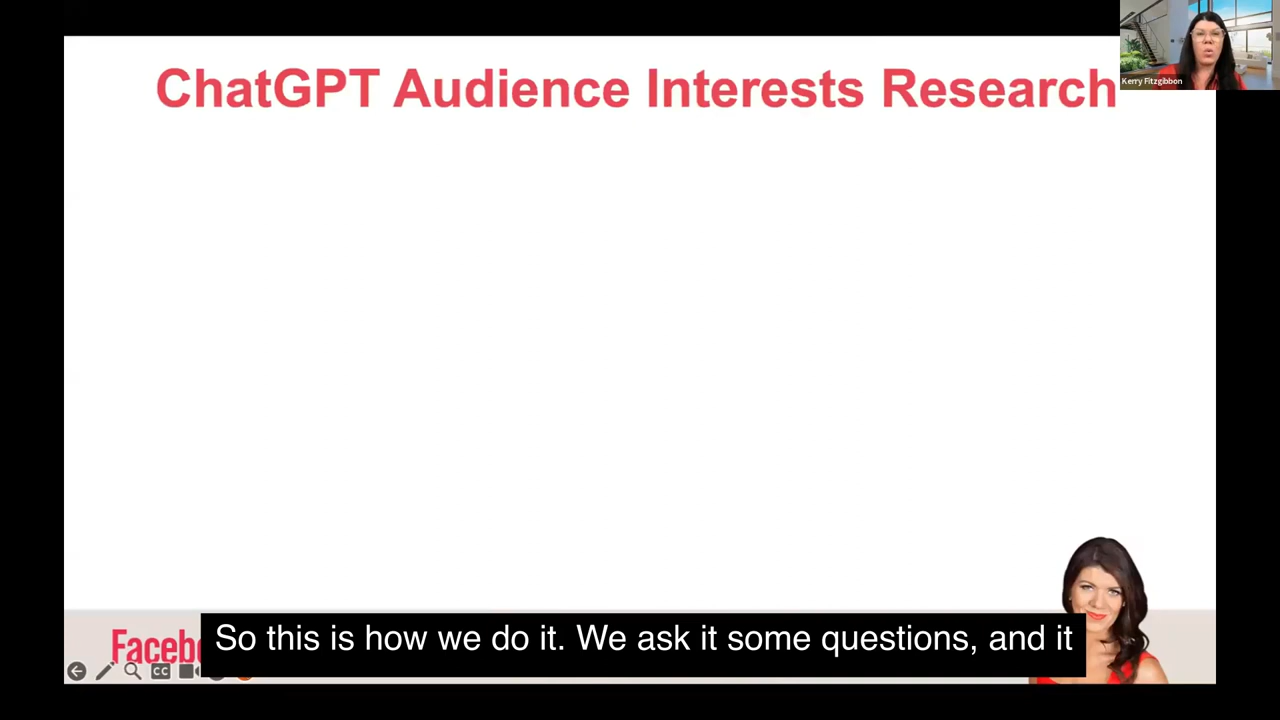 ChatGPT Audience Interests Research
Kerry Fitzgibbon
So this is how we do it. We ask it some questions, and it
CC